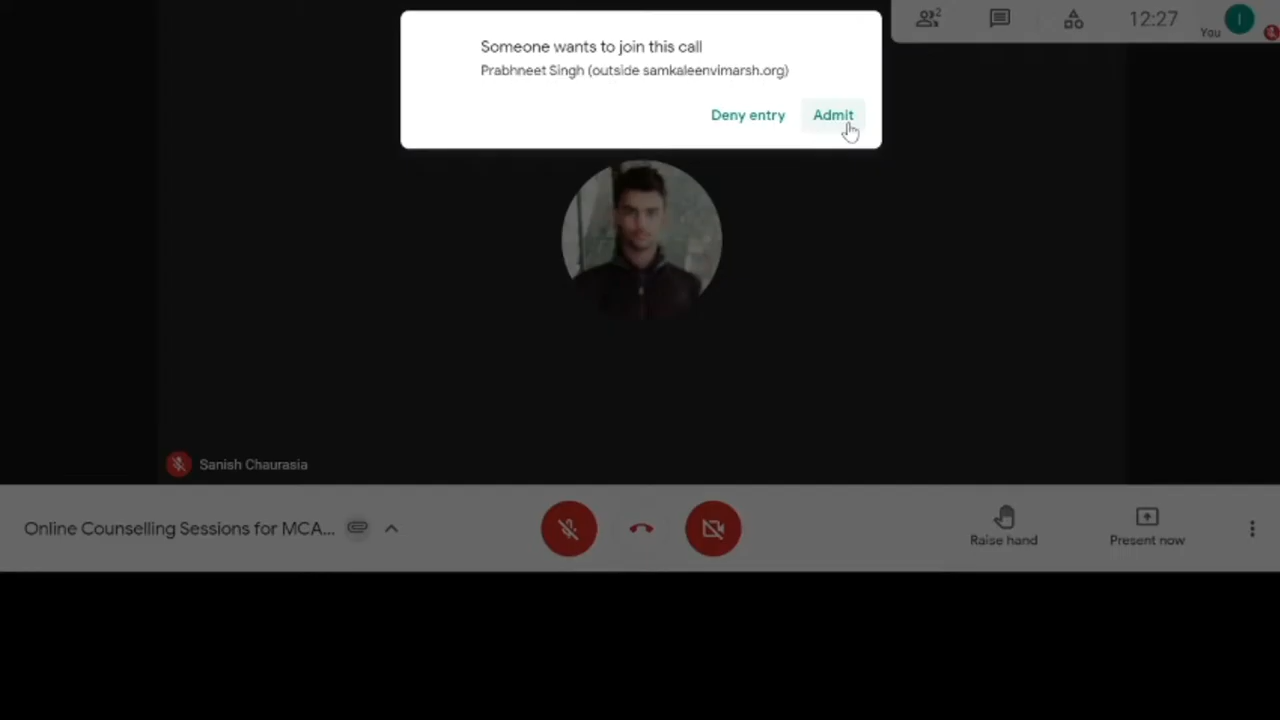 Someone wants to join this call
Prabhneet Singh (outside samkaleenvimarsh.org)
Deny entry
Admit
2
12:27
You
I
Sanish Chaurasia
Online Counselling Sessions for MCA...
Raise hand
Present now